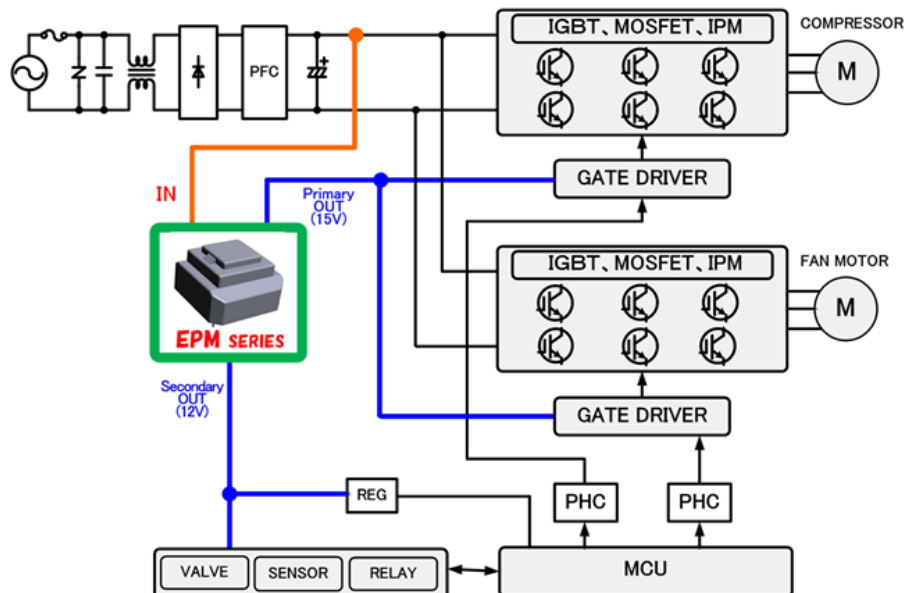 IGBT、MOSFET、IPM
COMPRESSOR
M
PFC
+
GATE DRIVER
IN
Primary
OUT
(15V)
IGBT、MOSFET、IPM
FAN MOTOR
M
EPM SERIES
Secondary
OUT
(12V)
GATE DRIVER
REG
PHC
PHC
VALVE
SENSOR
RELAY
MCU